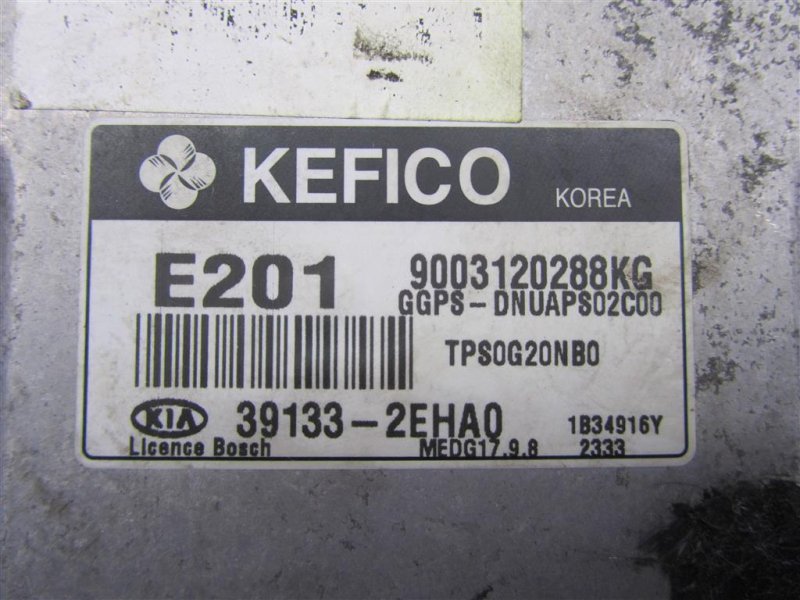 KEFICO KOREA
E201 9003120288KG
GGPS-DNUAPS02C00
TPS0G20NB0
KIA 39133-2EHA0 1B34916Y
Licence Bosch MEDG17.9.8 2333